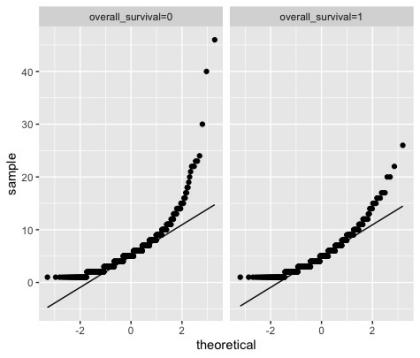 overall_survival=0 overall_survival=1
40
30
20
10
0
sample
-2 0 2 -2 0 2
theoretical